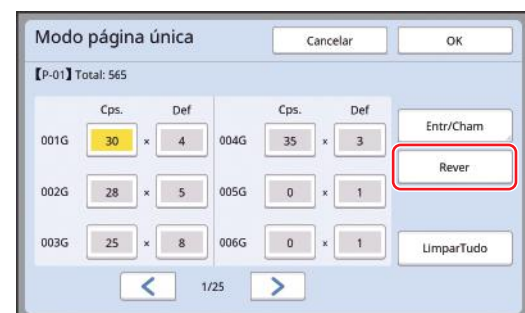 Modo página única Cancelar OK
【P-01】Total: 565
Cps. Def Cps. Def
Entr/Cham
001G 30 × 4 004G 35 × 3
Rever
002G 28 × 5 005G 0 × 1
003G 25 × 8 006G 0 × 1
LimparTudo
< 1/25 >